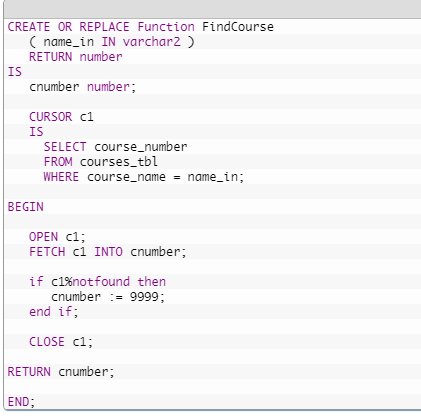 CREATE OR REPLACE Function FindCourse
   ( name_in IN varchar2 )
   RETURN number
IS
   cnumber number;

   CURSOR c1
   IS
     SELECT course_number
     FROM courses_tbl
     WHERE course_name = name_in;

BEGIN

   OPEN c1;
   FETCH c1 INTO cnumber;

   if c1%notfound then
      cnumber := 9999;
   end if;

   CLOSE c1;

RETURN cnumber;

END;